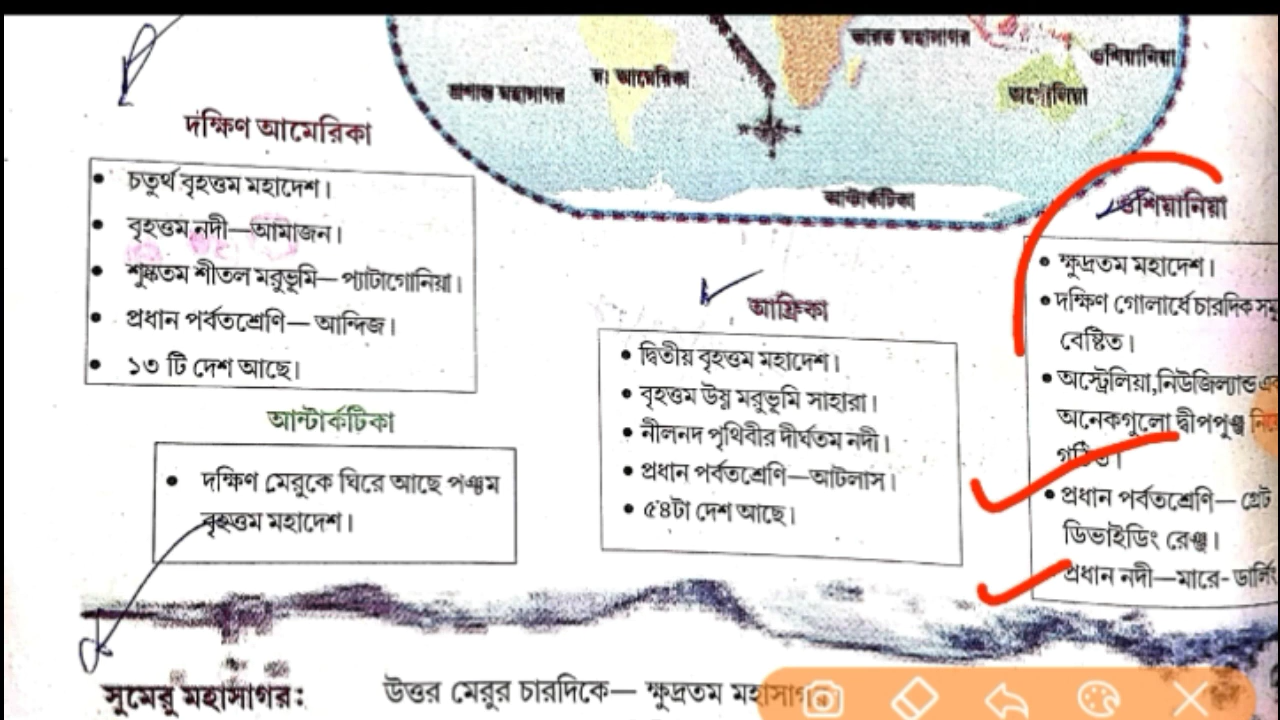 ভারত মহাসাগর
ওশিয়ানিয়া
দঃ আমেরিকা
প্রশান্ত মহাসাগর
অস্ট্রেলিয়া
আন্টার্কটিকা
দক্ষিণ আমেরিকা
• চতুর্থ বৃহত্তম মহাদেশ।
• বৃহত্তম নদী—আমাজন।
• শুষ্কতম শীতল মরুভূমি— প্যাটাগোনিয়া।
• প্রধান পর্বতশ্রেণি— আন্দিজ।
• ১৩ টি দেশ আছে।
আন্টার্কটিকা
• দক্ষিণ মেরুকে ঘিরে আছে পঞ্চম
বৃহত্তম মহাদেশ।
আফ্রিকা
• দ্বিতীয় বৃহত্তম মহাদেশ।
• বৃহত্তম উষ্ণ মরুভূমি সাহারা।
• নীলনদ পৃথিবীর দীর্ঘতম নদী।
• প্রধান পর্বতশ্রেণি—আটলাস।
• ৫৪টা দেশ আছে।
ওশিয়ানিয়া
• ক্ষুদ্রতম মহাদেশ।
• দক্ষিণ গোলার্ধে চারদিক
বেষ্টিত।
• অস্ট্রেলিয়া,নিউজিল্যান্ড
অনেকগুলো দ্বীপপুঞ্জ
গঠিত।
• প্রধান পর্বতশ্রেণি— গ্রেট
ডিভাইডিং রেঞ্জ।
প্রধান নদী—মারে-
সুমেরু মহাসাগর: উত্তর মেরুর চারদিকে— ক্ষুদ্রতম